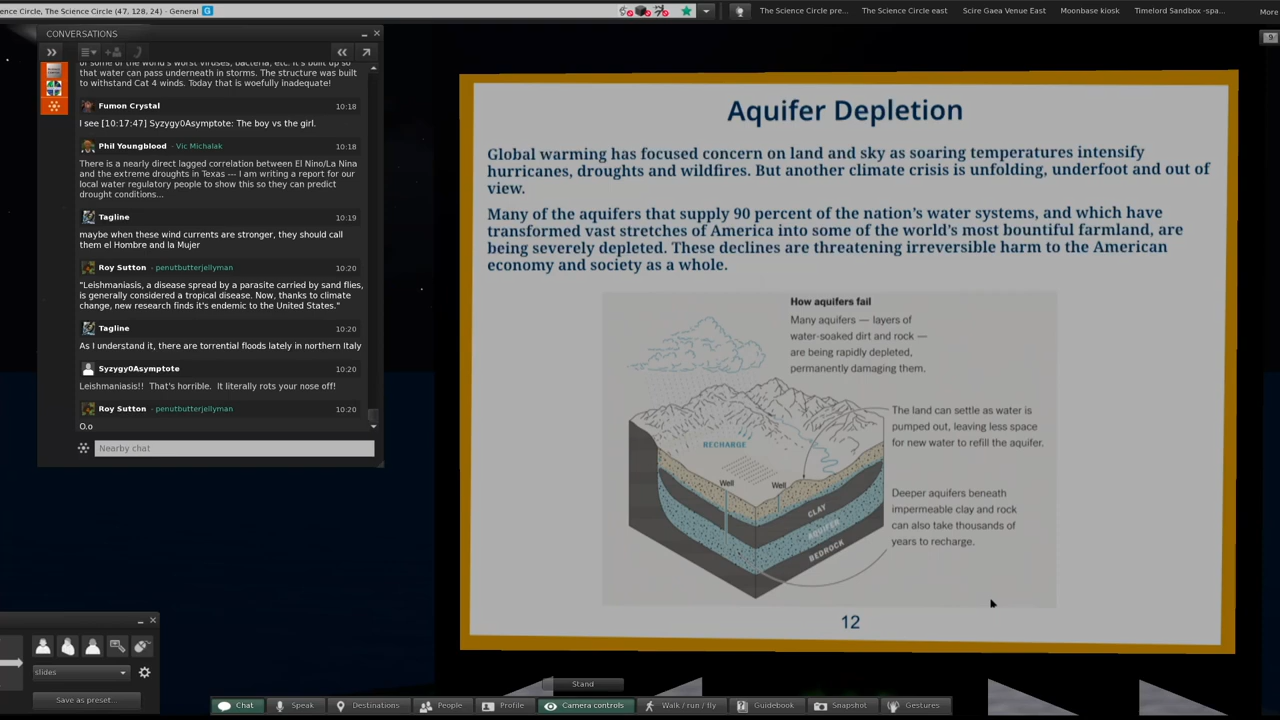 ence Circle, The Science Circle (47, 128, 24) - General G
The Science Circle pre...
The Science Circle east
Scire Gaea Venue East
Moonbase kiosk
Timelord Sandbox -spa...
More
9
CONVERSATIONS
of some of the world's worst viruses, bacteria, etc. It's built up so
that water can pass underneath in storms. The structure was built
to withstand Cat 4 winds. Today that is woefully inadequate!
Fumon Crystal 10:18
I see [10:17:47] Syzygy0Asymptote: The boy vs the girl.
Phil Youngblood - Vic Michalak 10:18
There is a nearly direct lagged correlation between El Nino/La Nina
and the extreme droughts in Texas --- I am writing a report for our
local water regulatory people to show this so they can predict
drought conditions...
Tagline 10:19
maybe when these wind currents are stronger, they should call
them el Hombre and la Mujer
Roy Sutton - penutbutterjellyman 10:20
"Leishmaniasis, a disease spread by a parasite carried by sand flies,
is generally considered a tropical disease. Now, thanks to climate
change, new research finds it's endemic to the United States."
Tagline 10:20
As I understand it, there are torrential floods lately in northern Italy
Syzygy0Asymptote 10:20
Leishmaniasis!! That's horrible. It literally rots your nose off!
Roy Sutton - penutbutterjellyman 10:20
O.o
Nearby chat
Aquifer Depletion
Global warming has focused concern on land and sky as soaring temperatures intensify
hurricanes, droughts and wildfires. But another climate crisis is unfolding, underfoot and out of
view.
Many of the aquifers that supply 90 percent of the nation's water systems, and which have
transformed vast stretches of America into some of the world's most bountiful farmland, are
being severely depleted. These declines are threatening irreversible harm to the American
economy and society as a whole.
How aquifers fail
Many aquifers — layers of
water-soaked dirt and rock —
are being rapidly depleted,
permanently damaging them.
The land can settle as water is
pumped out, leaving less space
for new water to refill the aquifer.
RECHARGE
Well
Well
CLAY
AQUIFER
BEDROCK
Deeper aquifers beneath
impermeable clay and rock
can also take thousands of
years to recharge.
12
slides
Save as preset...
Stand
Chat
Speak
Destinations
People
Profile
Camera controls
Walk / run / fly
Guidebook
Snapshot
Gestures